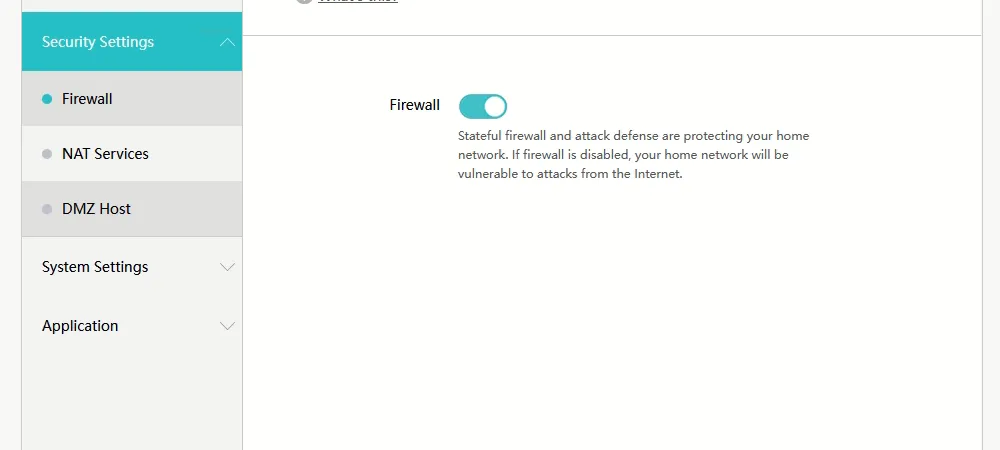 Security Settings
Firewall
NAT Services
DMZ Host
System Settings
Application
Firewall
Stateful firewall and attack defense are protecting your home
network. If firewall is disabled, your home network will be
vulnerable to attacks from the Internet.